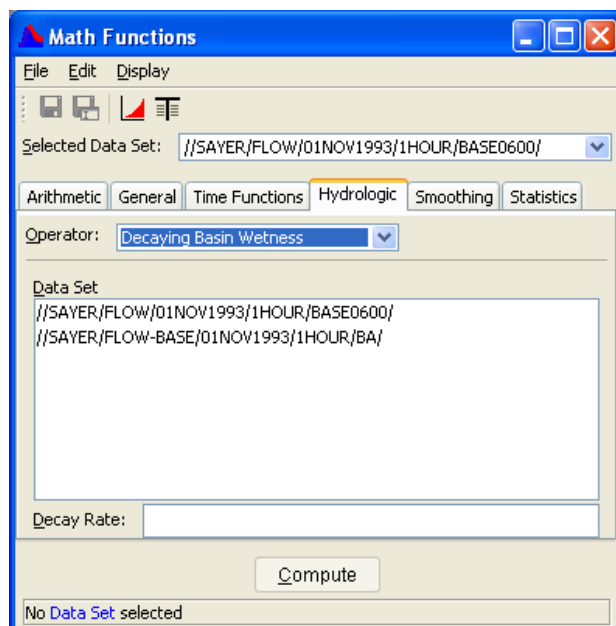 Math Functions
File Edit Display
Selected Data Set: //SAYER/FLOW/01NOV1993/1HOUR/BASE0600/
Arithmetic General Time Functions Hydrologic Smoothing Statistics
Operator: Decaying Basin Wetness
Data Set
//SAYER/FLOW/01NOV1993/1HOUR/BASE0600/
//SAYER/FLOW-BASE/01NOV1993/1HOUR/BA/
Decay Rate:
Compute
No Data Set selected